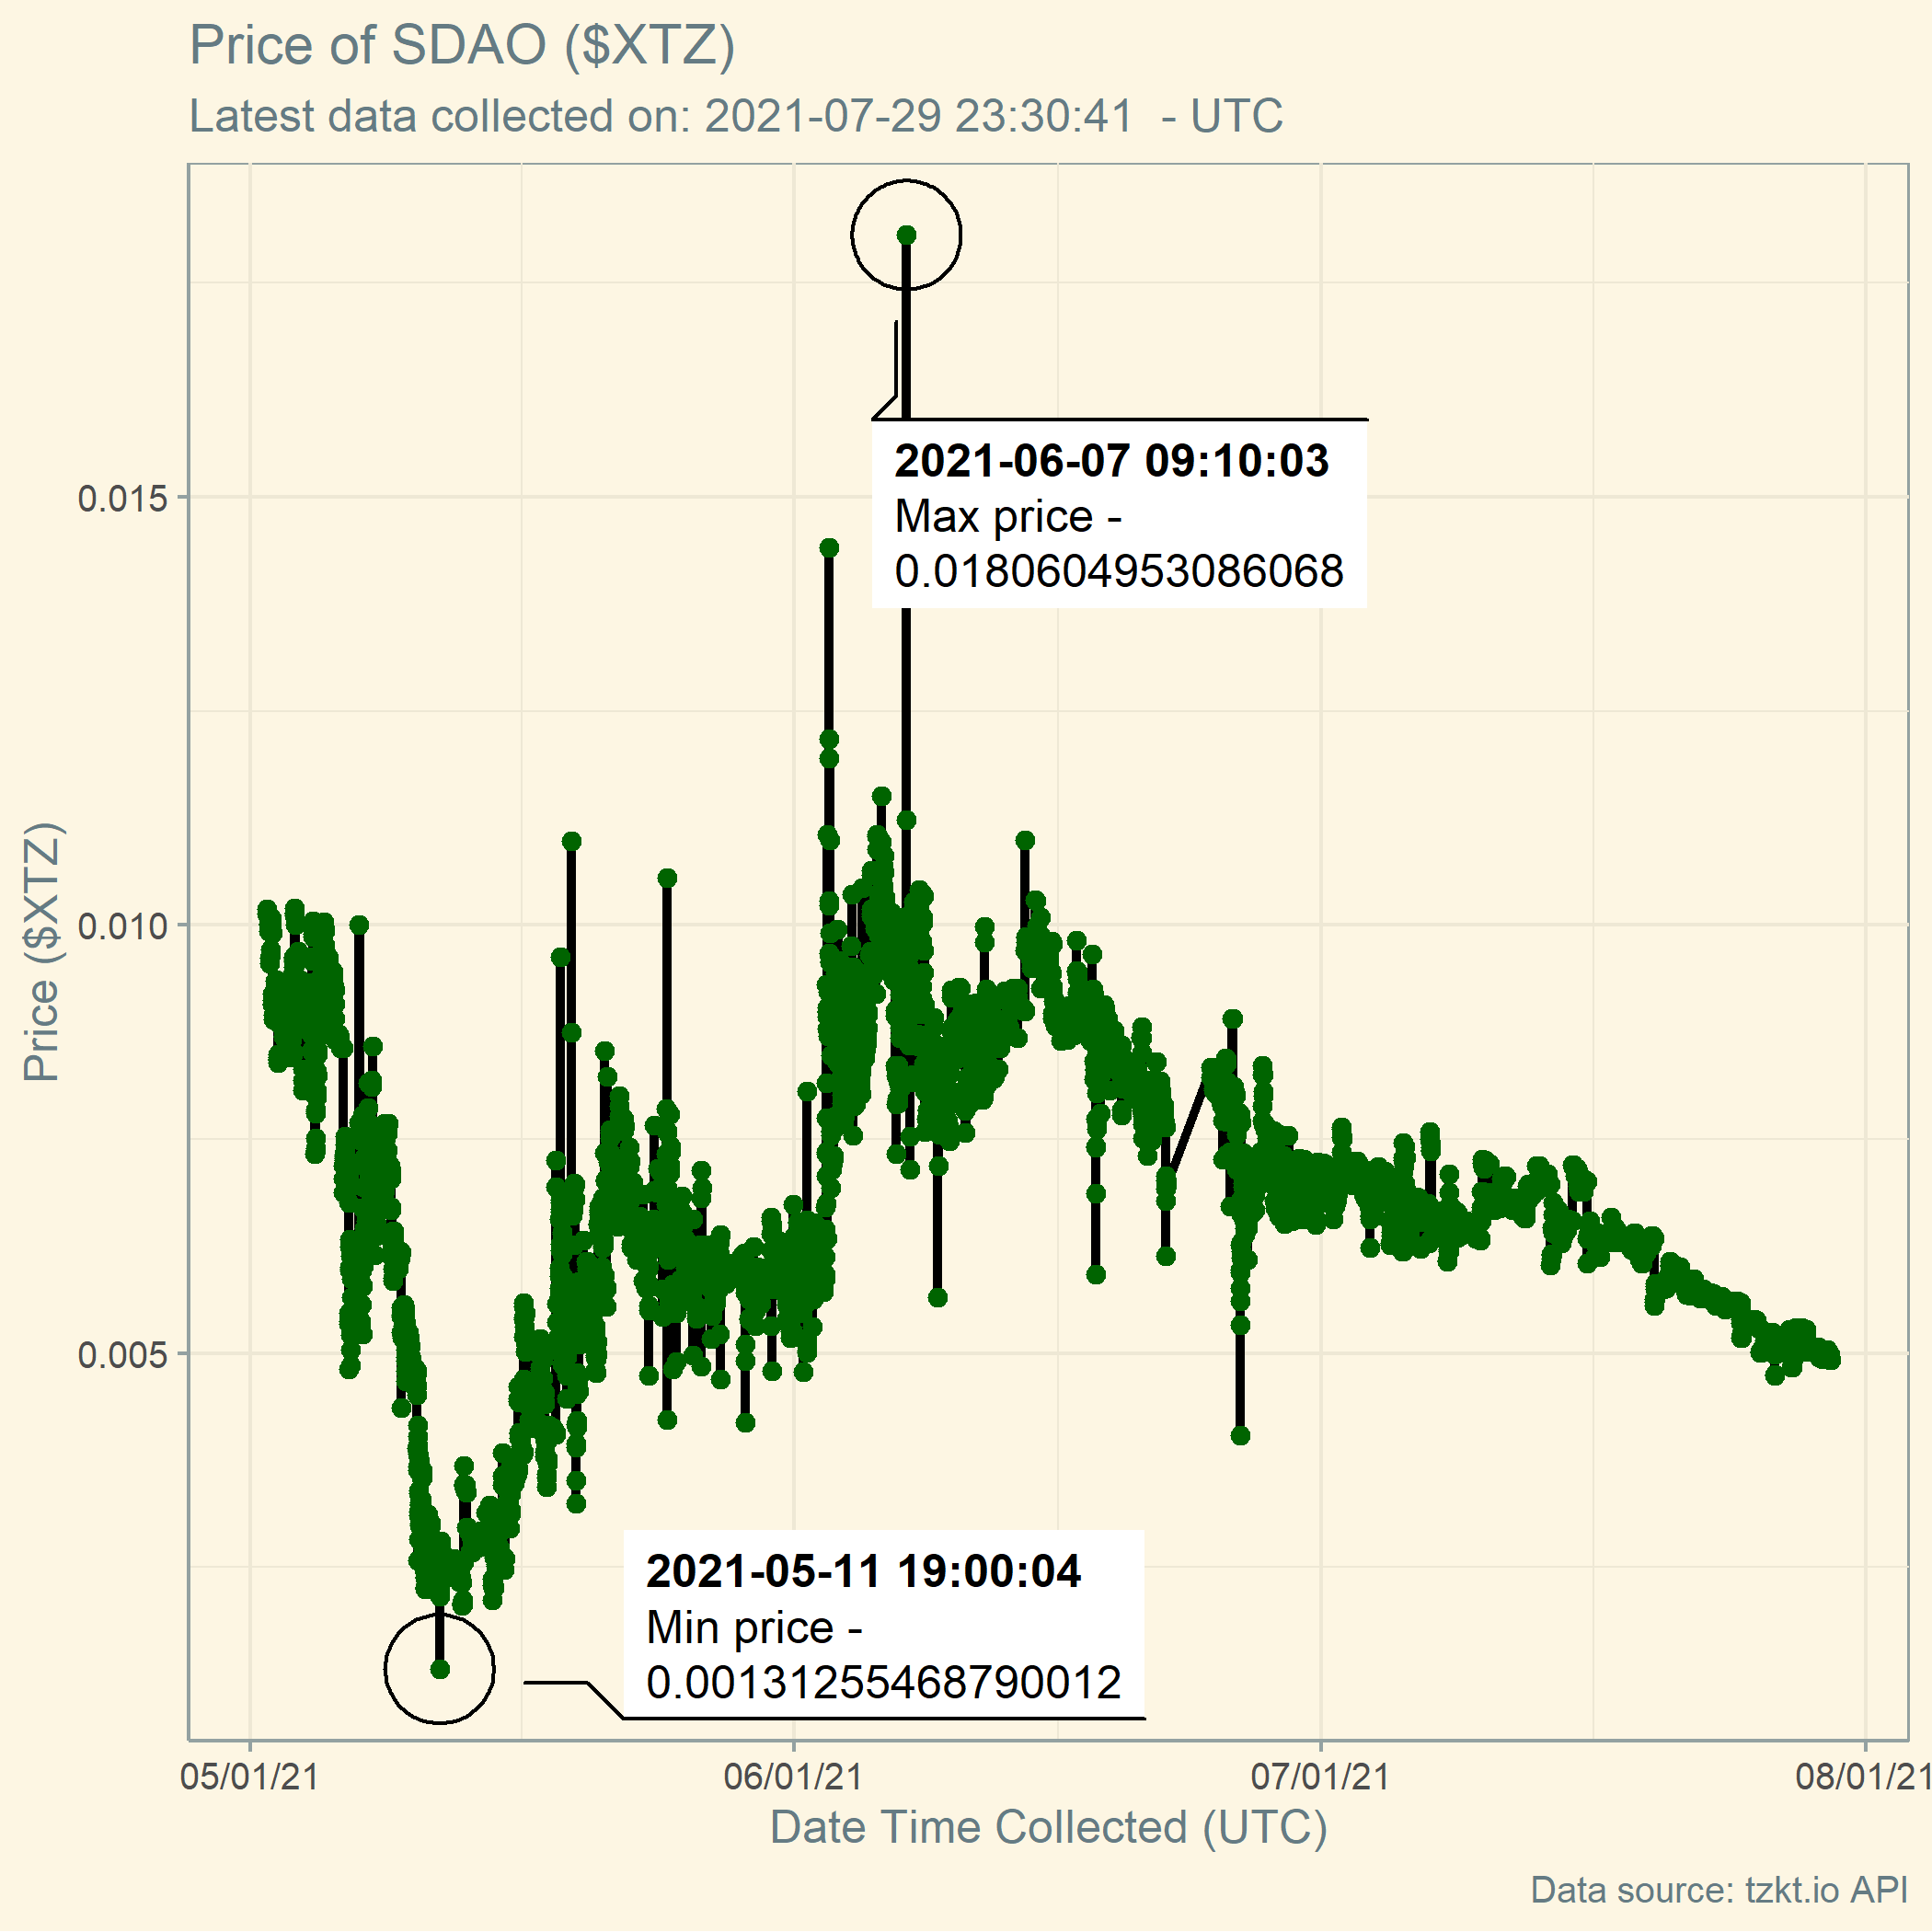 Price of SDAO ($XTZ)
Latest data collected on: 2021-07-29 23:30:41  - UTC
2021-06-07 09:10:03
Max price -
0.0180604953086068
0.015
0.010
0.005
Price ($XTZ)
2021-05-11 19:00:04
Min price -
0.00131255468790012
05/01/21
06/01/21
07/01/21
08/01/21
Date Time Collected (UTC)
Data source: tzkt.io API